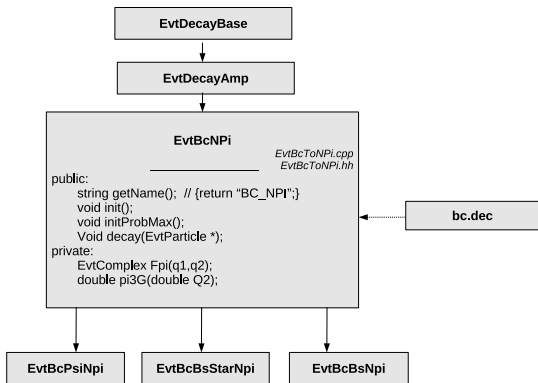 EvtDecayBase
EvtDecayAmp
EvtBcNPi
EvtBcToNPi.cpp
EvtBcToNPi.hh
public:
string getName();  // {return “BC_NPI”;}
void init();
void initProbMax();
Void decay(EvtParticle *);
private:
EvtComplex Fpi(q1,q2);
double pi3G(double Q2);
bc.dec
EvtBcPsiNpi
EvtBcBsStarNpi
EvtBcBsNpi